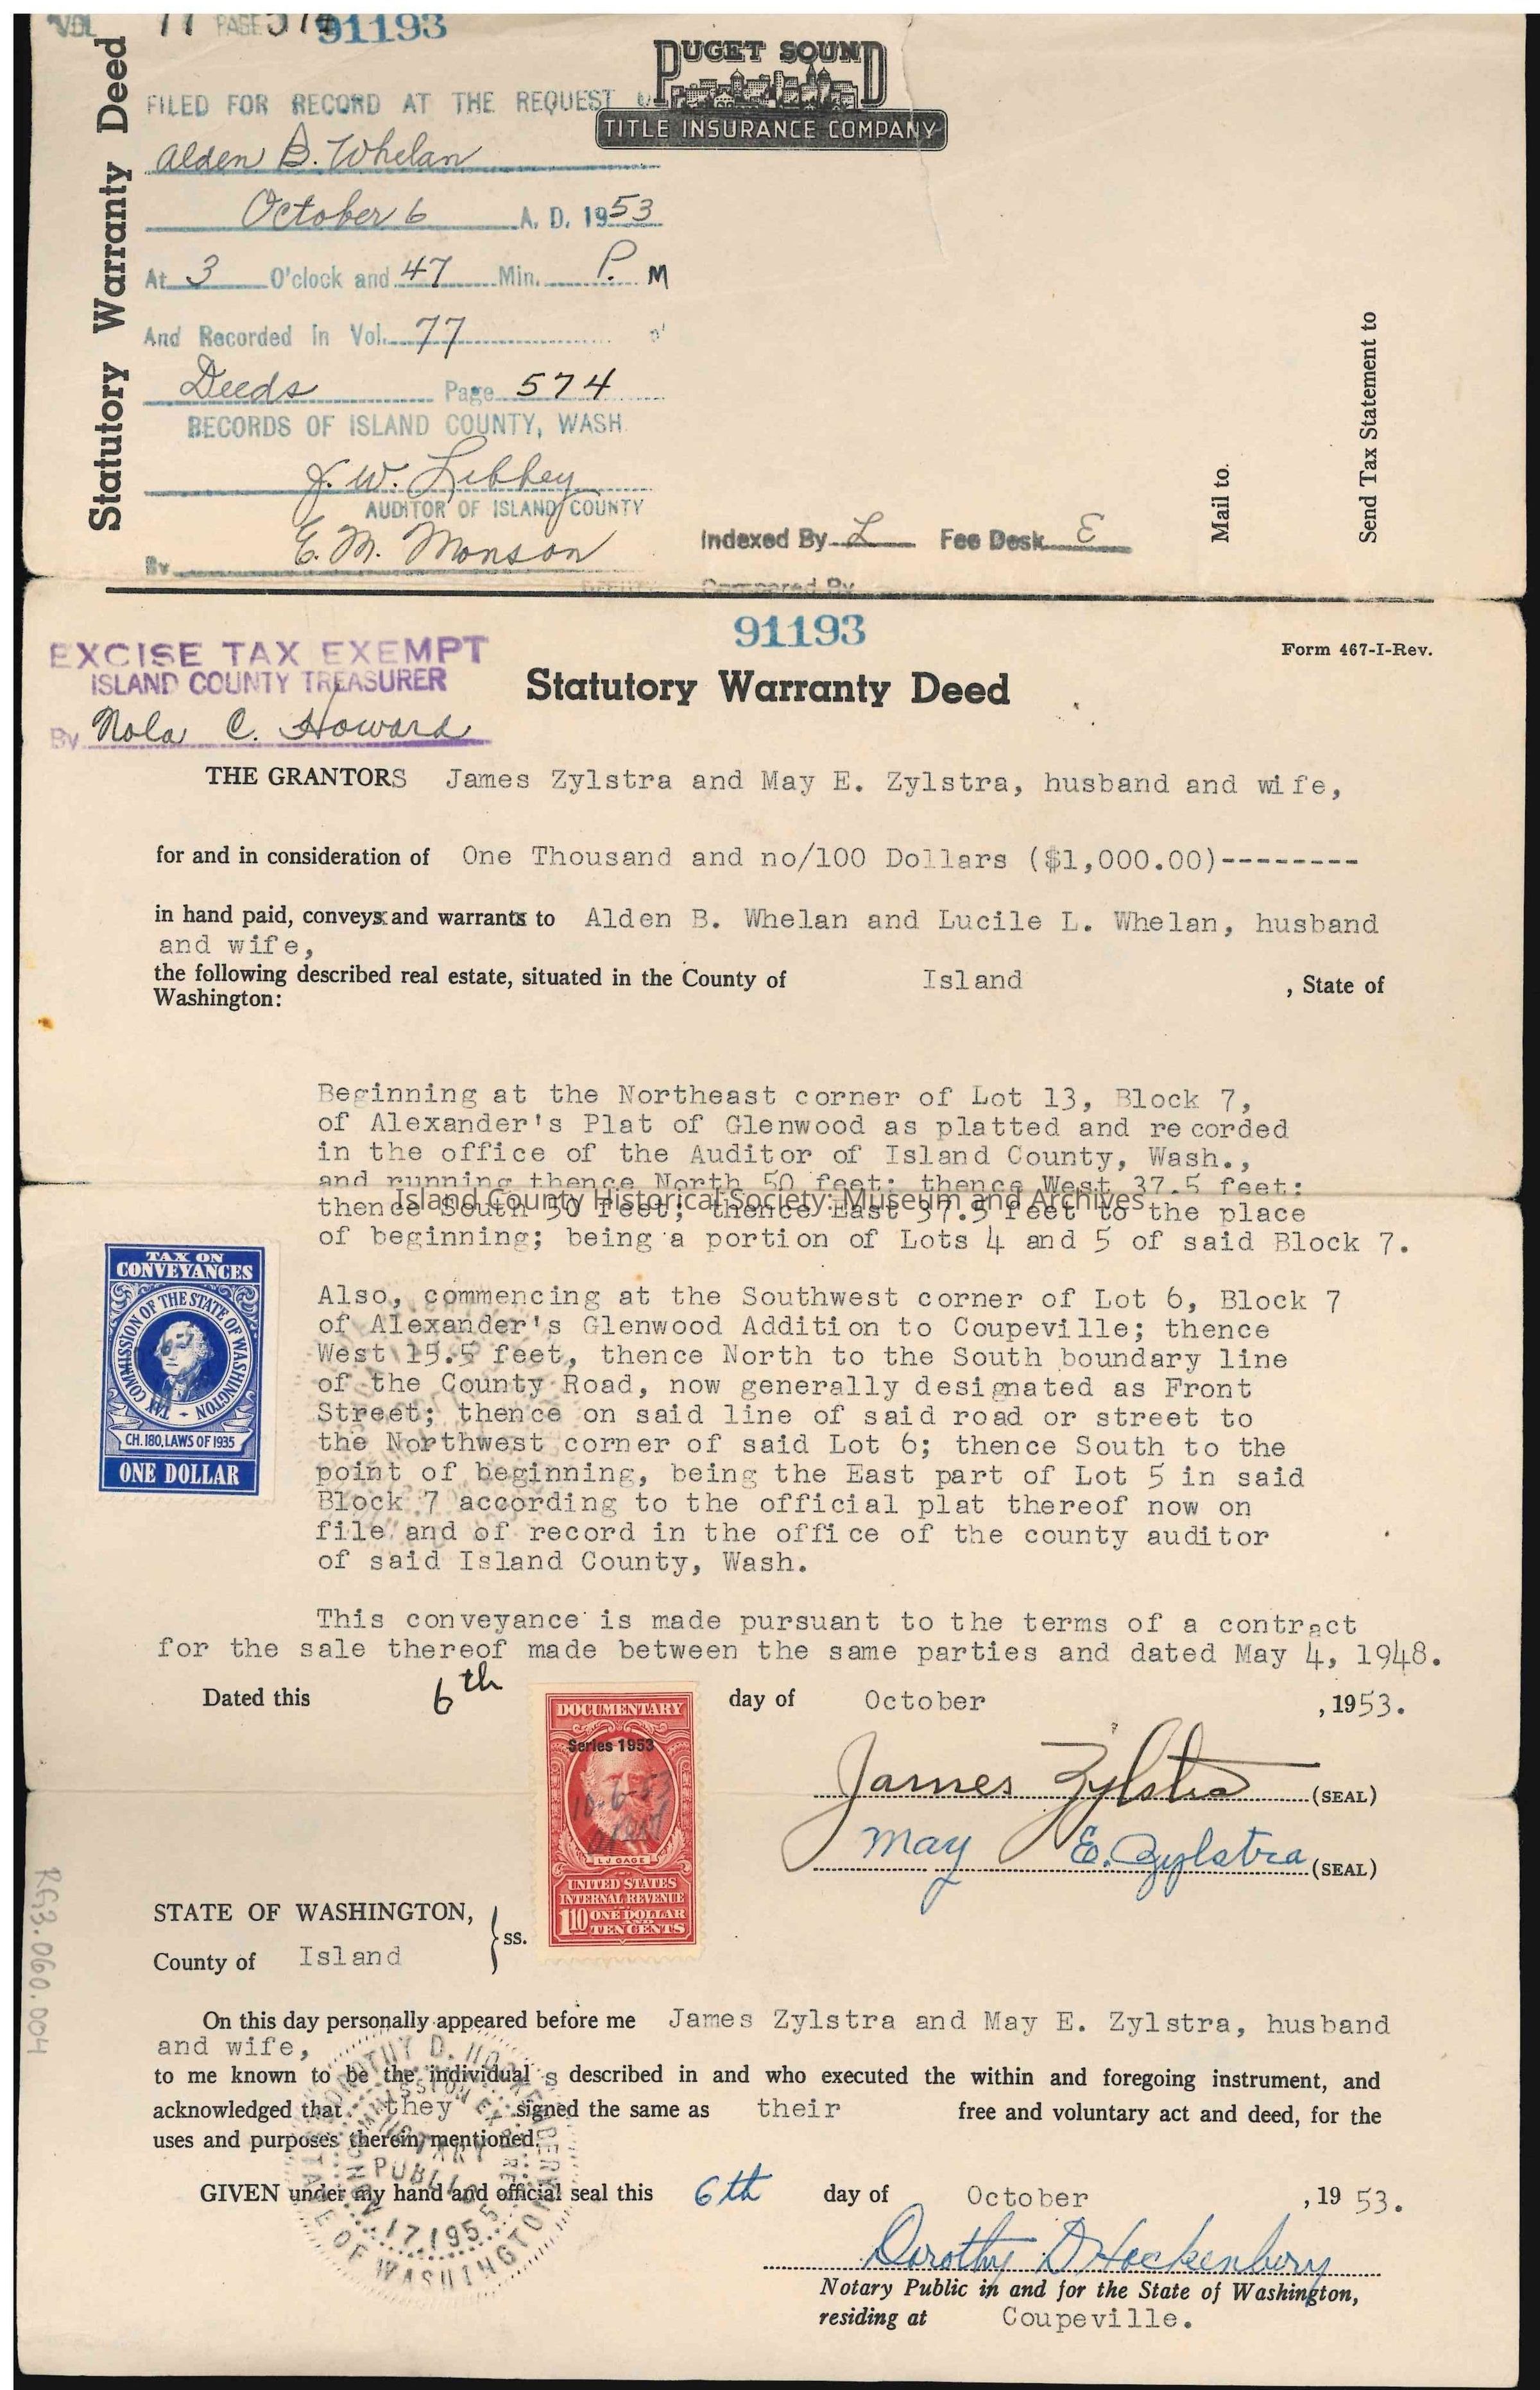 VOL 77 PAGE 574 91193
PUGET SOUND
TITLE INSURANCE COMPANY
Statutory Warranty Deed
FILED FOR RECORD AT THE REQUEST
Alden B. Whelan
October 6 A. D. 1953
At 3 O'clock and 47 Min. P. M
And Recorded in Vol. 77
Deeds Page 574
RECORDS OF ISLAND COUNTY, WASH.
J. W. Libbey
AUDITOR OF ISLAND COUNTY
By E. M. Monson
Indexed By L Fee Desk E
Compared By
Mail to
Send Tax Statement to
91193
Form 467-I-Rev.
EXCISE TAX EXEMPT
ISLAND COUNTY TREASURER
By Nola C. Howard
Statutory Warranty Deed
THE GRANTORS James Zylstra and May E. Zylstra, husband and wife,
for and in consideration of One Thousand and no/100 Dollars ($1,000.00)--------
in hand paid, conveys and warrants to Alden B. Whelan and Lucile L. Whelan, husband
and wife,
the following described real estate, situated in the County of Island , State of
Washington:
Beginning at the Northeast corner of Lot 13, Block 7,
of Alexander's Plat of Glenwood as platted and recorded
in the office of the Auditor of Island County, Wash.,
and running thence North 50 feet; thence West 37.5 feet;
Island County Historical Society: Museum and Archives
thence South 50 feet; thence East 37.5 feet to the place
of beginning; being a portion of Lots 4 and 5 of said Block 7.
Also, commencing at the Southwest corner of Lot 6, Block 7
of Alexander's Glenwood Addition to Coupeville; thence
West 15.5 feet, thence North to the South boundary line
of the County Road, now generally designated as Front
Street; thence on said line of said road or street to
the Northwest corner of said Lot 6; thence South to the
point of beginning, being the East part of Lot 5 in said
Block 7 according to the official plat thereof now on
file and of record in the office of the county auditor
of said Island County, Wash.
TAX ON
CONVEYANCES
TAX COMMISSION OF THE STATE OF WASHINGTON
CH. 180, LAWS OF 1935
ONE DOLLAR
This conveyance is made pursuant to the terms of a contract
for the sale thereof made between the same parties and dated May 4, 1948.
Dated this 6th day of October , 1953.
DOCUMENTARY
Series 1953
10-6-53
L J GAGE
UNITED STATES
INTERNAL REVENUE
1 10 ONE DOLLAR
AND
TEN CENTS
James Zylstra (SEAL)
May E. Zylstra (SEAL)
STATE OF WASHINGTON,
ss.
County of Island
RG3.060.004
On this day personally appeared before me James Zylstra and May E. Zylstra, husband
and wife,
to me known to be the individual s described in and who executed the within and foregoing instrument, and
acknowledged that they signed the same as their free and voluntary act and deed, for the
uses and purposes therein mentioned.
GIVEN under my hand and official seal this 6th day of October , 19 53.
DOROTHY D. HOCKENBERRY
NOTARY
PUBLIC
STATE OF WASHINGTON
Dorothy D Hockenberry
Notary Public in and for the State of Washington,
residing at Coupeville.